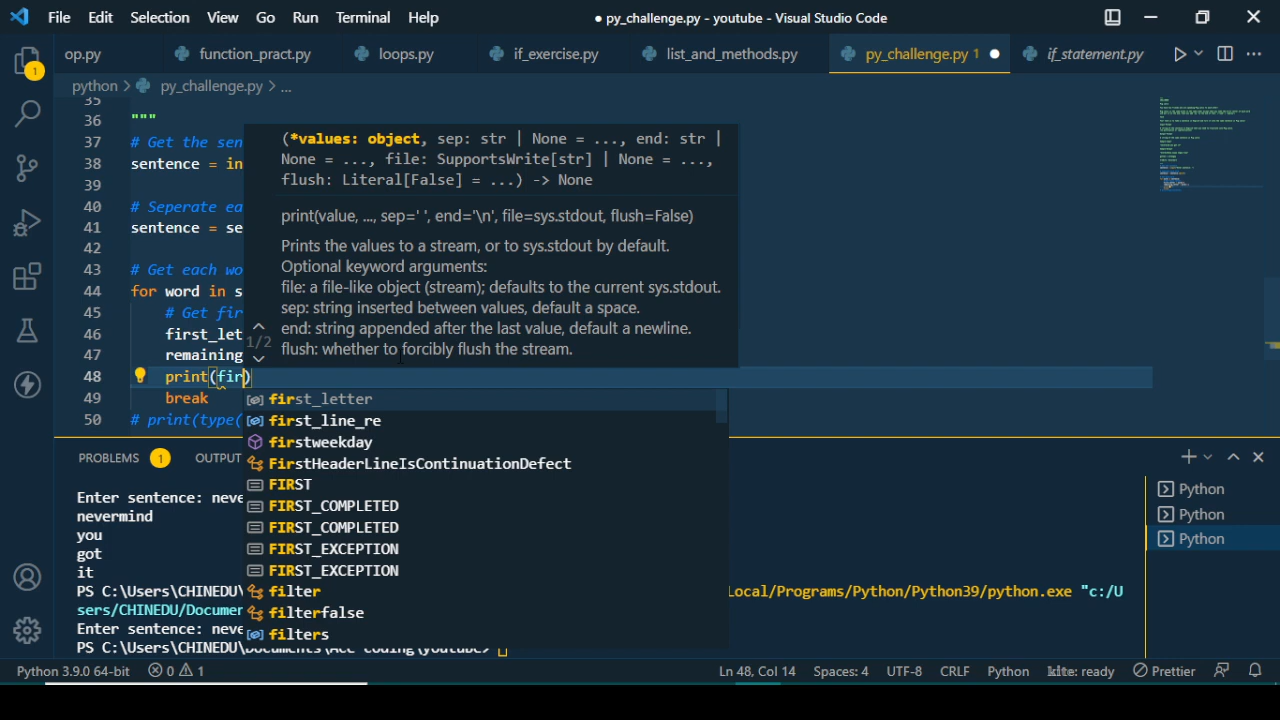 File Edit Selection View Go Run Terminal Help ● py_challenge.py - youtube - Visual Studio Code
op.py function_pract.py loops.py if_exercise.py list_and_methods.py py_challenge.py 1 ● if_statement.py
1
python > py_challenge.py > ...
35
36 """
37 # Get the sen
38 sentence = in
39
40 # Seperate ea
41 sentence = se
42
43 # Get each wo
44 for word in s
45 # Get fir
46 first_let
47 remaining
48 print(fir)
49 break
50 # print(type(
(*values: object, sep: str | None = ..., end: str |
None = ..., file: SupportsWrite[str] | None = ...,
flush: Literal[False] = ...) -> None
print(value, ..., sep=' ', end='\n', file=sys.stdout, flush=False)
Prints the values to a stream, or to sys.stdout by default.
Optional keyword arguments:
file: a file-like object (stream); defaults to the current sys.stdout.
sep: string inserted between values, default a space.
end: string appended after the last value, default a newline.
flush: whether to forcibly flush the stream.
1/2
first_letter
first_line_re
firstweekday
FirstHeaderLineIsContinuationDefect
FIRST
FIRST_COMPLETED
FIRST_COMPLETED
FIRST_EXCEPTION
FIRST_EXCEPTION
filter
filterfalse
filters
PROBLEMS 1 OUTPUT
Enter sentence: neve
nevermind
you
got
it
PS C:\Users\CHINEDU\ Local/Programs/Python/Python39/python.exe "c:/U
sers/CHINEDU/Documen
Enter sentence: neve
PS C:\Users\CHINEDU\Documents\Acc Coding\youtube>
Python
Python
Python
Python 3.9.0 64-bit 0 1 Ln 48, Col 14 Spaces: 4 UTF-8 CRLF Python kite: ready Prettier